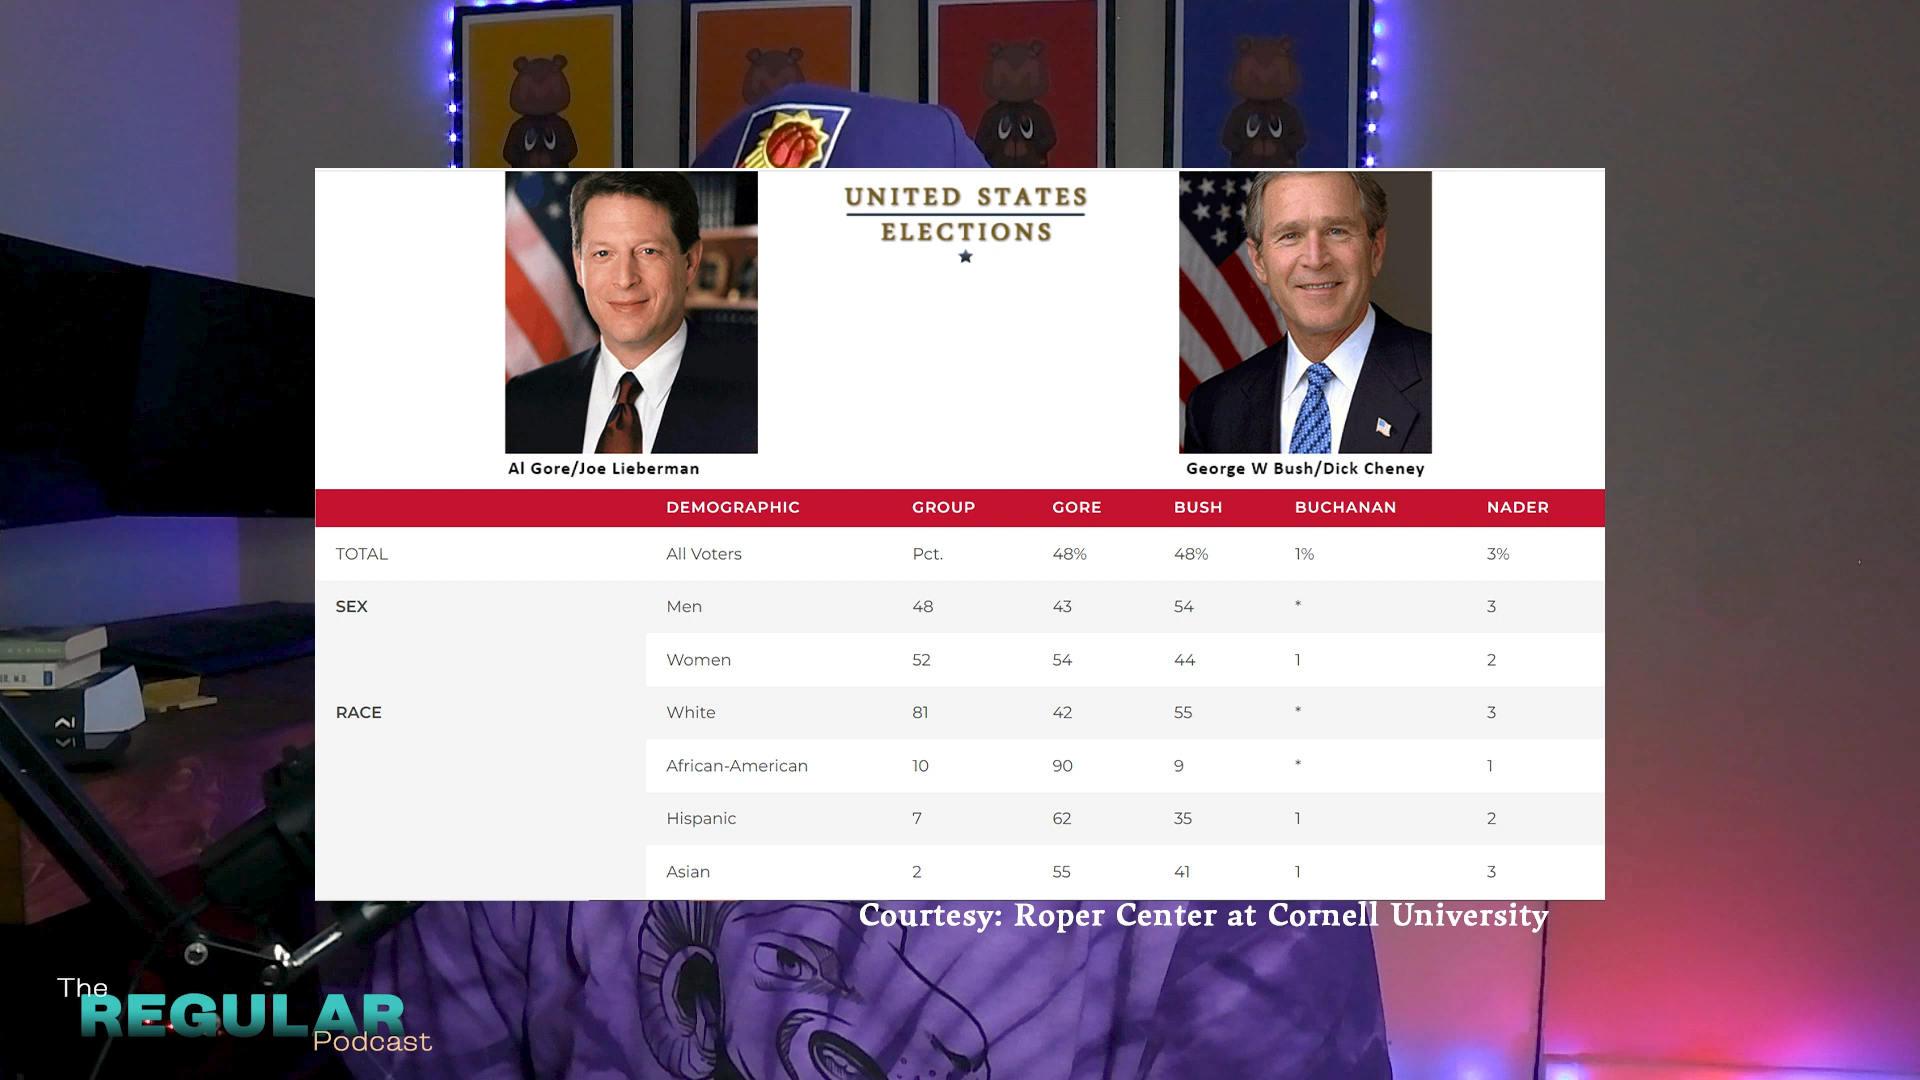 UNITED STATES
ELECTIONS
Al Gore/Joe Lieberman
George W Bush/Dick Cheney
DEMOGRAPHIC GROUP GORE BUSH BUCHANAN NADER
TOTAL All Voters Pct. 48% 48% 1% 3%
SEX Men 48 43 54 * 3
Women 52 54 44 1 2
RACE White 81 42 55 * 3
African-American 10 90 9 * 1
Hispanic 7 62 35 1 2
Asian 2 55 41 1 3
Courtesy: Roper Center at Cornell University
The
REGULAR
Podcast